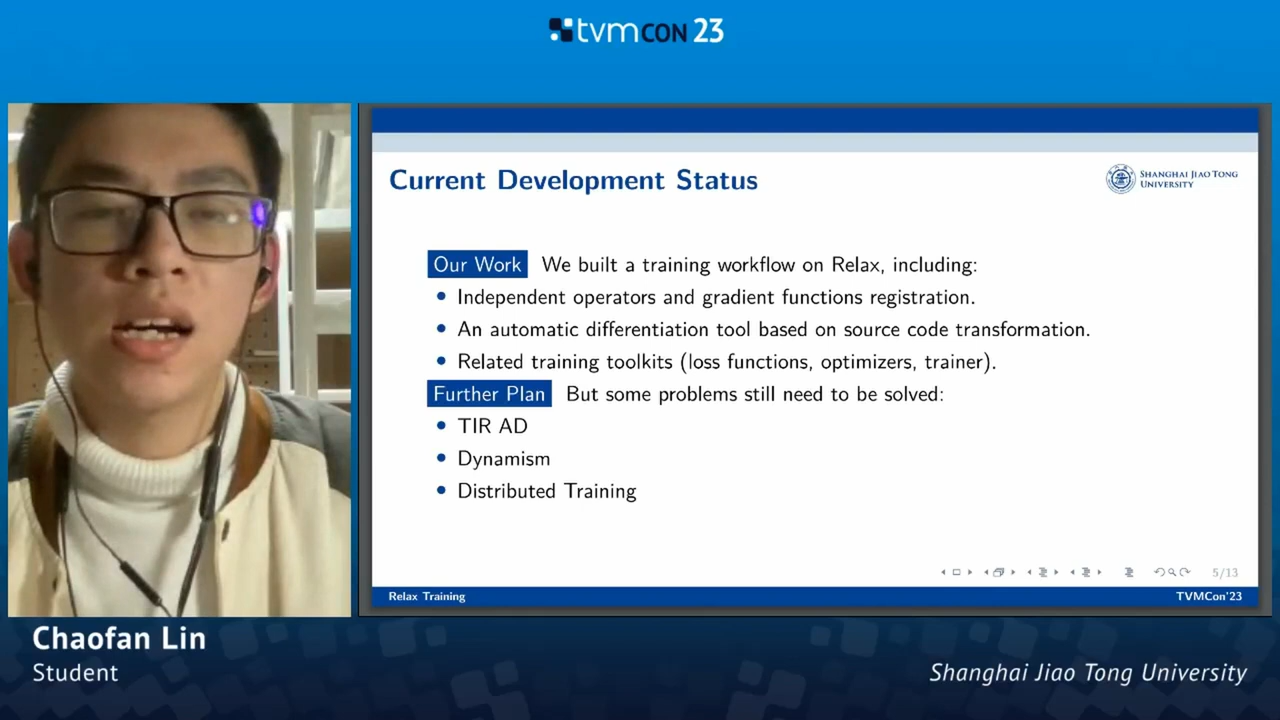 tvmcon 23
Current Development Status
SHANGHAI JIAO TONG
UNIVERSITY
Our Work We built a training workflow on Relax, including:
Independent operators and gradient functions registration.
An automatic differentiation tool based on source code transformation.
Related training toolkits (loss functions, optimizers, trainer).
Further Plan But some problems still need to be solved:
TIR AD
Dynamism
Distributed Training
5/13
Relax Training
TVMCon'23
Chaofan Lin
Student
Shanghai Jiao Tong University